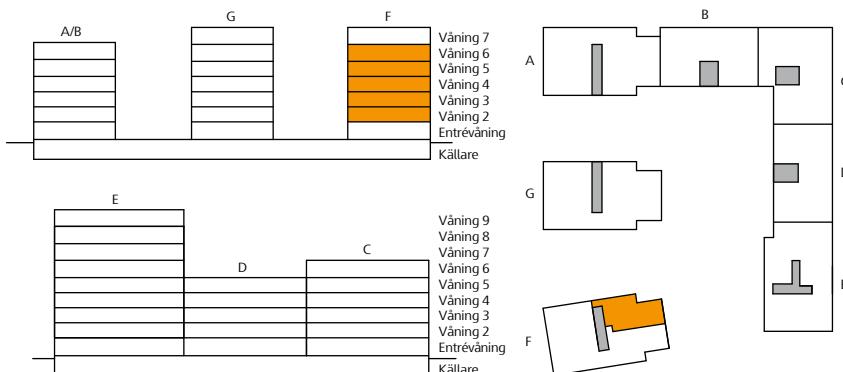 A/B
G
F
Våning 7
Våning 6
Våning 5
Våning 4
Våning 3
Våning 2
Entrévåning
Källare
E
D
C
Våning 9
Våning 8
Våning 7
Våning 6
Våning 5
Våning 4
Våning 3
Våning 2
Entrévåning
Källare
B
A
G
F